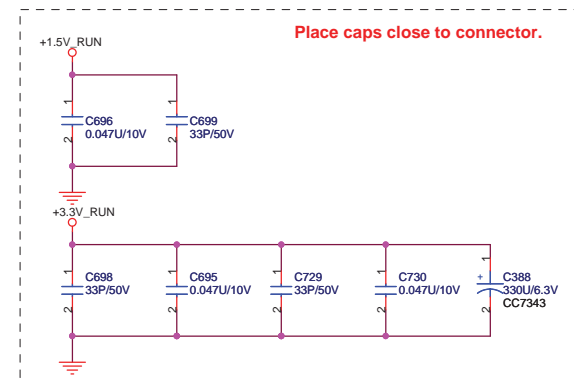 Place caps close to connector.
+1.5V_RUN
1
1
C696
0.047U/10V
C699
33P/50V
2
2
+3.3V_RUN
1
1
1
1
1
C698
33P/50V
C695
0.047U/10V
C729
33P/50V
C730
0.047U/10V
+
C388
330U/6.3V
CC7343
2
2
2
2
2